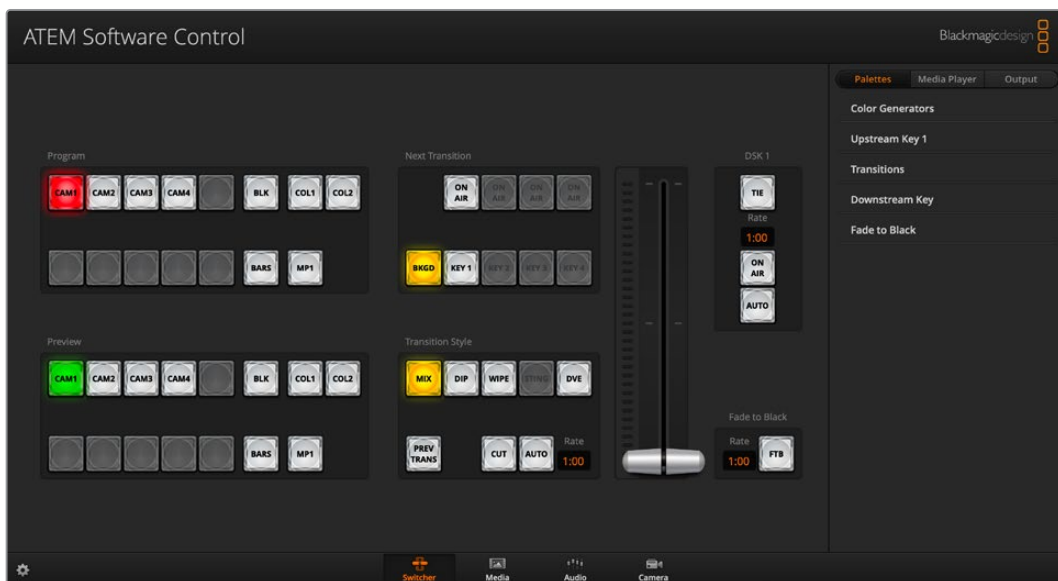 ATEM Software Control
Blackmagicdesign
Palettes Media Player Output
Color Generators
Upstream Key 1
Transitions
Downstream Key
Fade to Black
Program
CAM1 CAM2 CAM3 CAM4 BLK COL1 COL2
BARS MP1
Next Transition
ON AIR ON AIR ON AIR ON AIR
BKGD KEY 1 KEY 2 KEY 3 KEY 4
DSK 1
TIE
Rate
1:00
ON AIR
AUTO
Preview
CAM1 CAM2 CAM3 CAM4 BLK COL1 COL2
BARS MP1
Transition Style
MIX DIP WIPE STING DVE
PREV TRANS CUT AUTO
Rate
1:00
Fade to Black
Rate
1:00
FTB
Switcher Media Audio Camera